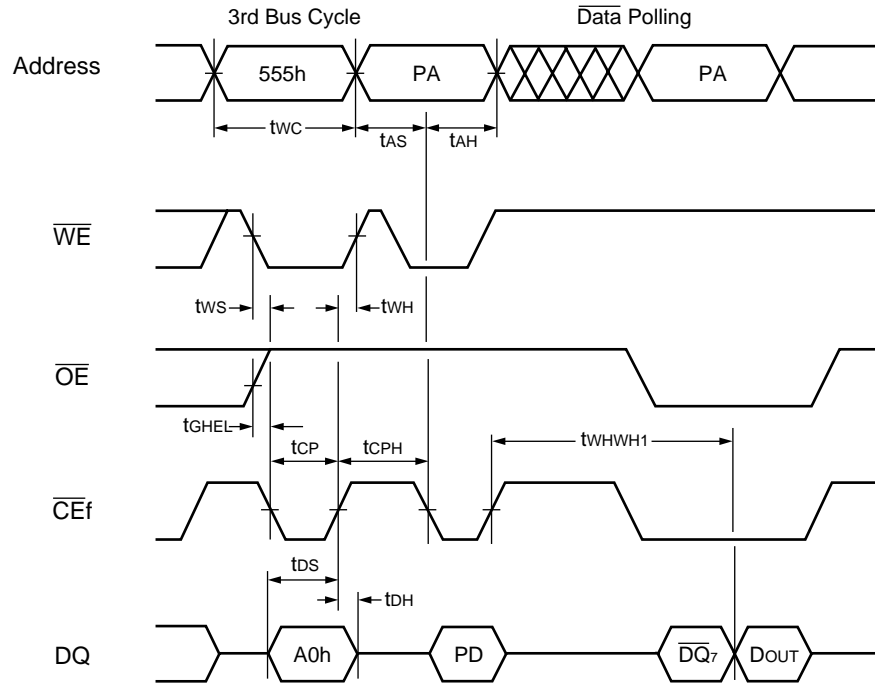 3rd Bus Cycle Data Polling
Address 555h PA PA
tWC tAS tAH
WE
tWS tWH
OE
tGHEL tCP tCPH tWHWH1
CEf
tDS tDH
DQ A0h PD DQ7 DOUT